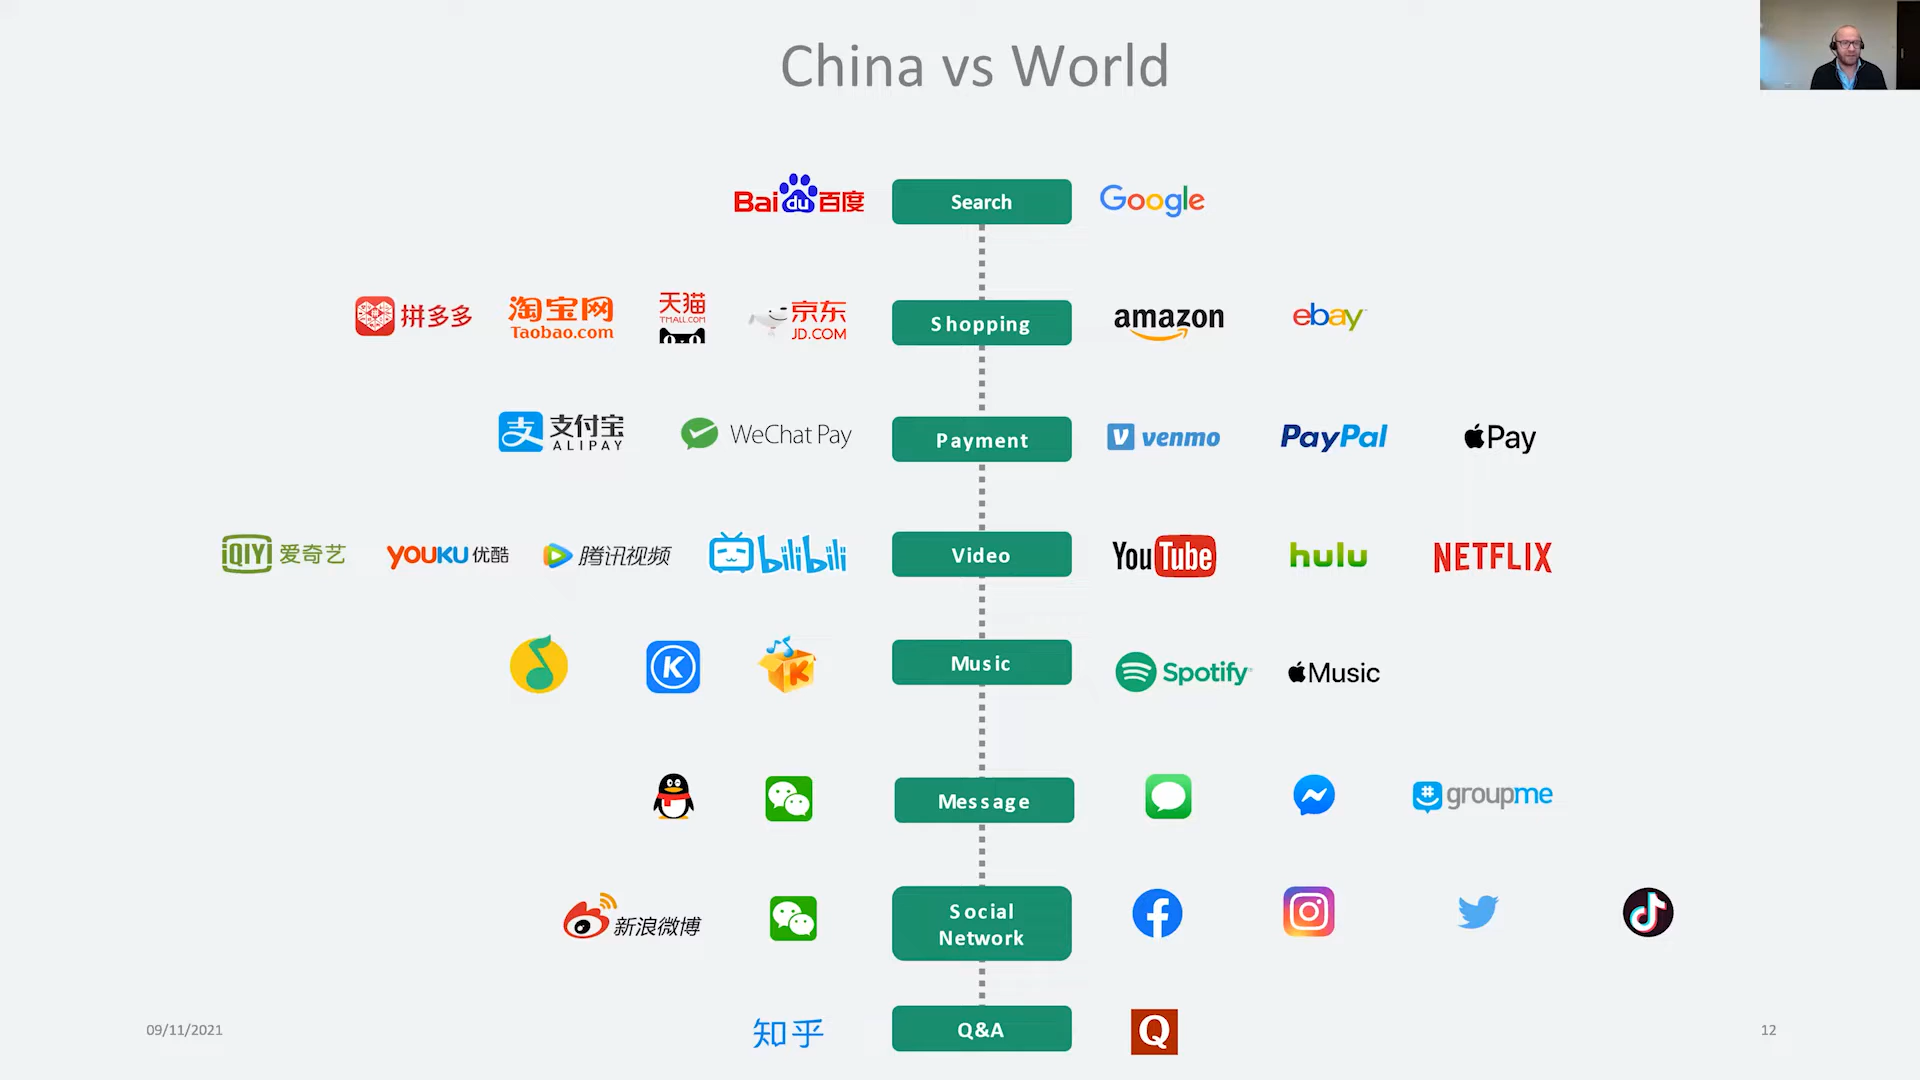 China vs World
Bai du 百度
Search
Google
拼多多
淘宝网
Taobao.com
天猫
TMALL.COM
京东
JD.COM
Shopping
amazon
ebay
支 支付宝
ALIPAY
WeChat Pay
Payment
V venmo
PayPal
Pay
iQIYI 爱奇艺
YOUKU 优酷
腾讯视频
bilibili
Video
YouTube
hulu
NETFLIX
K
K
Music
Spotify
Music
Message
# groupme
新浪微博
Social
Network
f
知乎
Q&A
Q
09/11/2021
12